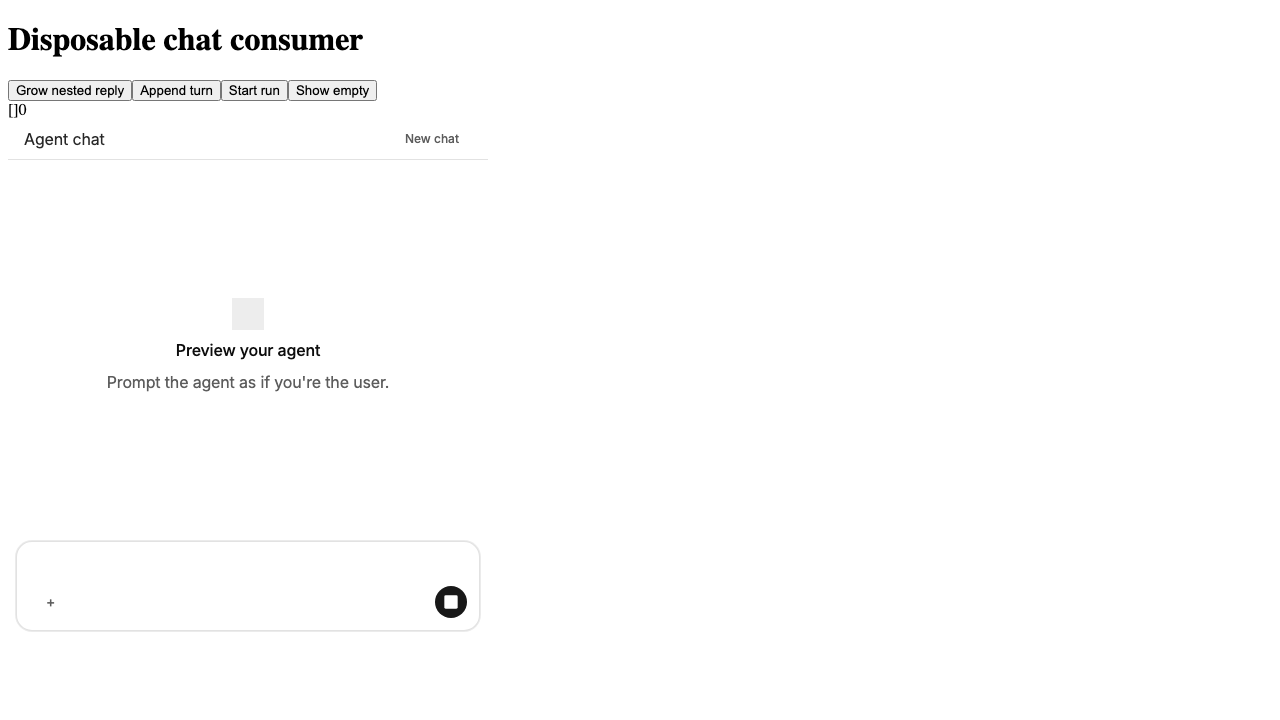 Disposable chat consumer
Grow nested reply Append turn Start run Show empty
[]0
Agent chat New chat
Preview your agent
Prompt the agent as if you're the user.
+